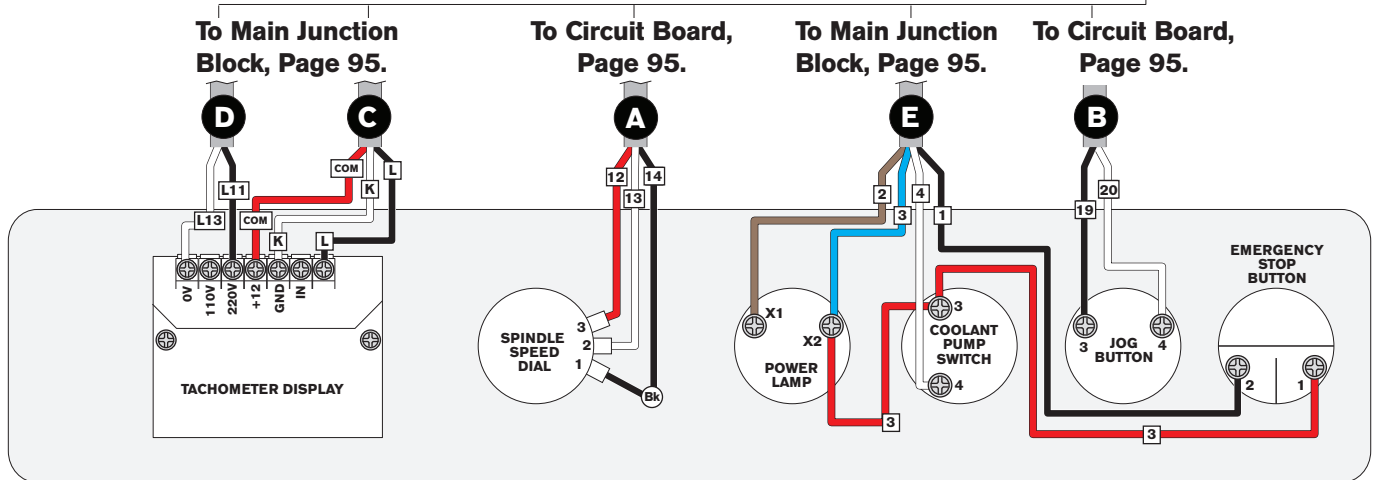 To Main Junction
Block, Page 95.
To Circuit Board,
Page 95.
To Main Junction
Block, Page 95.
To Circuit Board,
Page 95.
D
C
A
E
B
COM
L
K
L11
L13
COM
K
L
12
14
13
2
4
3
1
20
19
0V
110V
220V
+12
GND
IN
TACHOMETER DISPLAY
3
2
1
SPINDLE
SPEED
DIAL
Bk
X1
X2
POWER
LAMP
3
COOLANT
PUMP
SWITCH
4
3
3
4
JOG
BUTTON
EMERGENCY
STOP
BUTTON
2
1
3